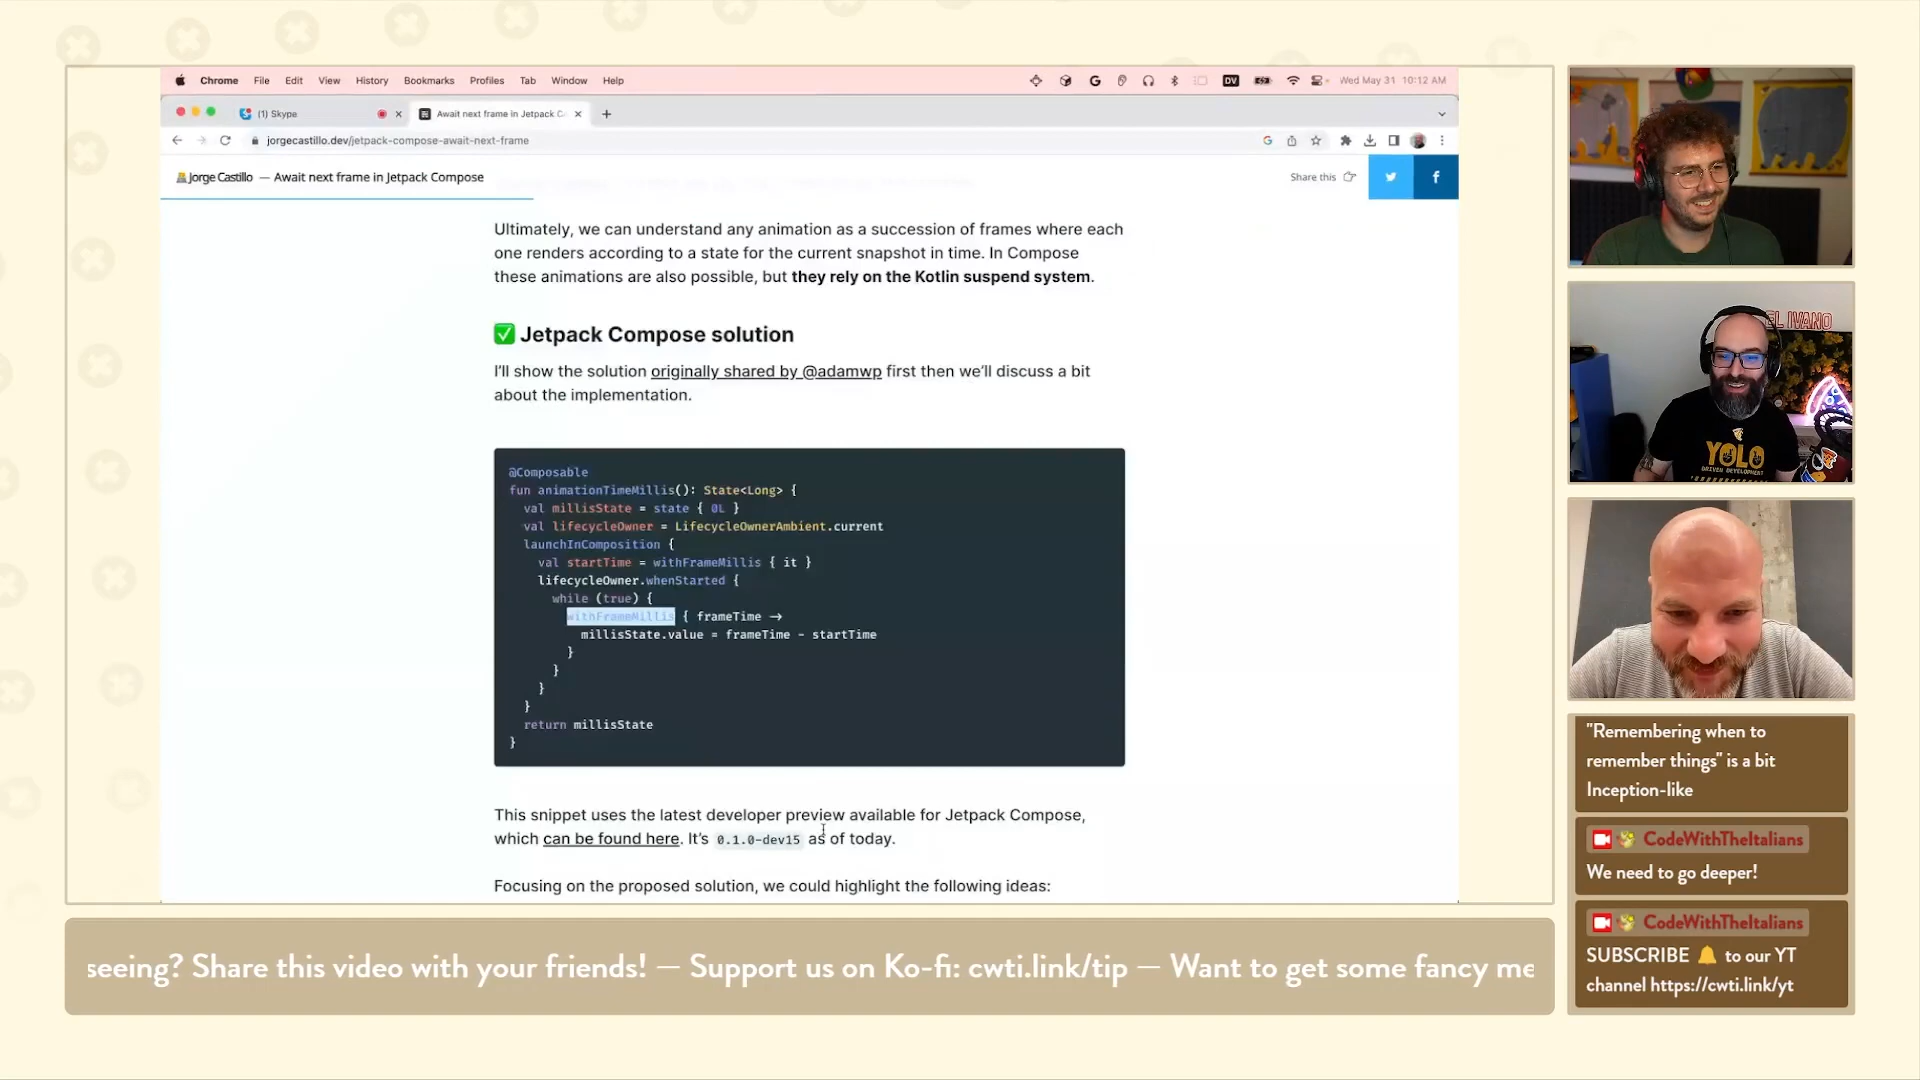 Chrome File Edit View History Bookmarks Profiles Tab Window Help
DV Wed May 31 10:12 AM
(1) Skype
Await next frame in Jetpack C
jorgecastillo.dev/jetpack-compose-await-next-frame
Jorge Castillo — Await next frame in Jetpack Compose
Share this
Ultimately, we can understand any animation as a succession of frames where each
one renders according to a state for the current snapshot in time. In Compose
these animations are also possible, but they rely on the Kotlin suspend system.
✅ Jetpack Compose solution
I'll show the solution originally shared by @adamwp first then we'll discuss a bit
about the implementation.
@Composable
fun animationTimeMillis(): State<Long> {
val millisState = state { 0L }
val lifecycleOwner = LifecycleOwnerAmbient.current
launchInComposition {
val startTime = withFrameMillis { it }
lifecycleOwner.whenStarted {
while (true) {
withFrameMillis { frameTime →
millisState.value = frameTime - startTime
}
}
}
}
return millisState
}
This snippet uses the latest developer preview available for Jetpack Compose,
which can be found here. It's 0.1.0-dev15 as of today.
Focusing on the proposed solution, we could highlight the following ideas:
EL IVANO
YOLO
DRIVEN DEVELOPMENT
"Remembering when to
remember things" is a bit
Inception-like
CodeWithTheItalians
We need to go deeper!
CodeWithTheItalians
SUBSCRIBE 🔔 to our YT
channel https://cwti.link/yt
seeing? Share this video with your friends! — Support us on Ko-fi: cwti.link/tip — Want to get some fancy me